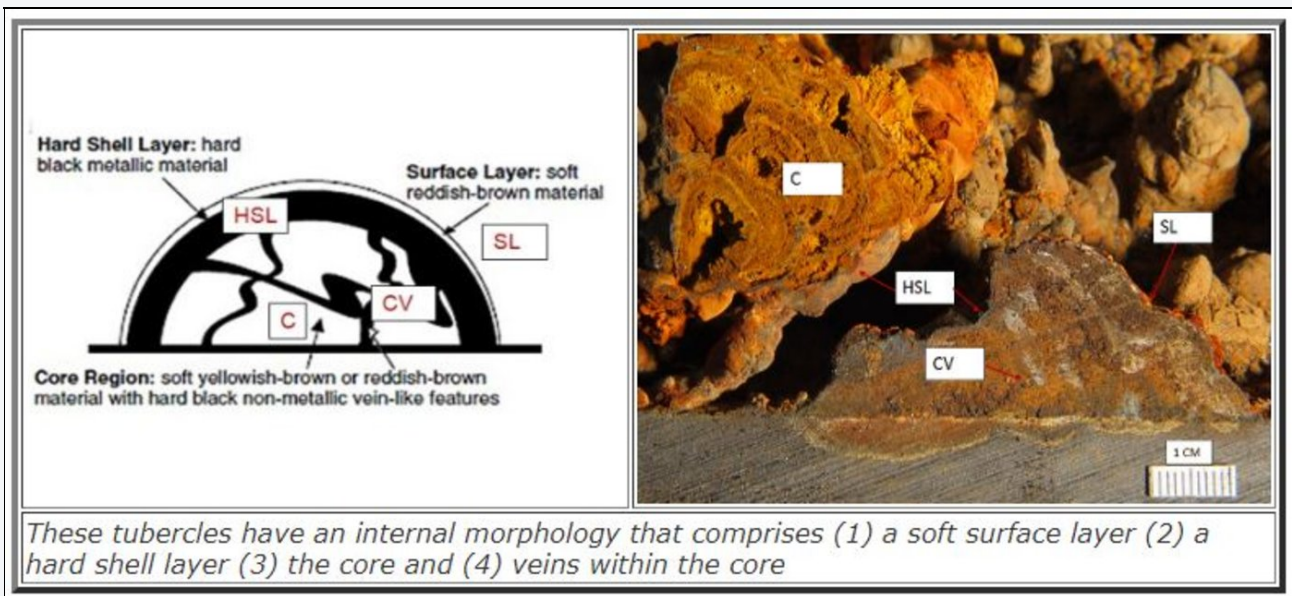 Hard Shell Layer: hard
black metallic material
Surface Layer: soft
reddish-brown material
HSL
SL
C
CV
Core Region: soft yellowish-brown or reddish-brown
material with hard black non-metallic vein-like features
C
SL
HSL
CV
1 CM
These tubercles have an internal morphology that comprises (1) a soft surface layer (2) a
hard shell layer (3) the core and (4) veins within the core